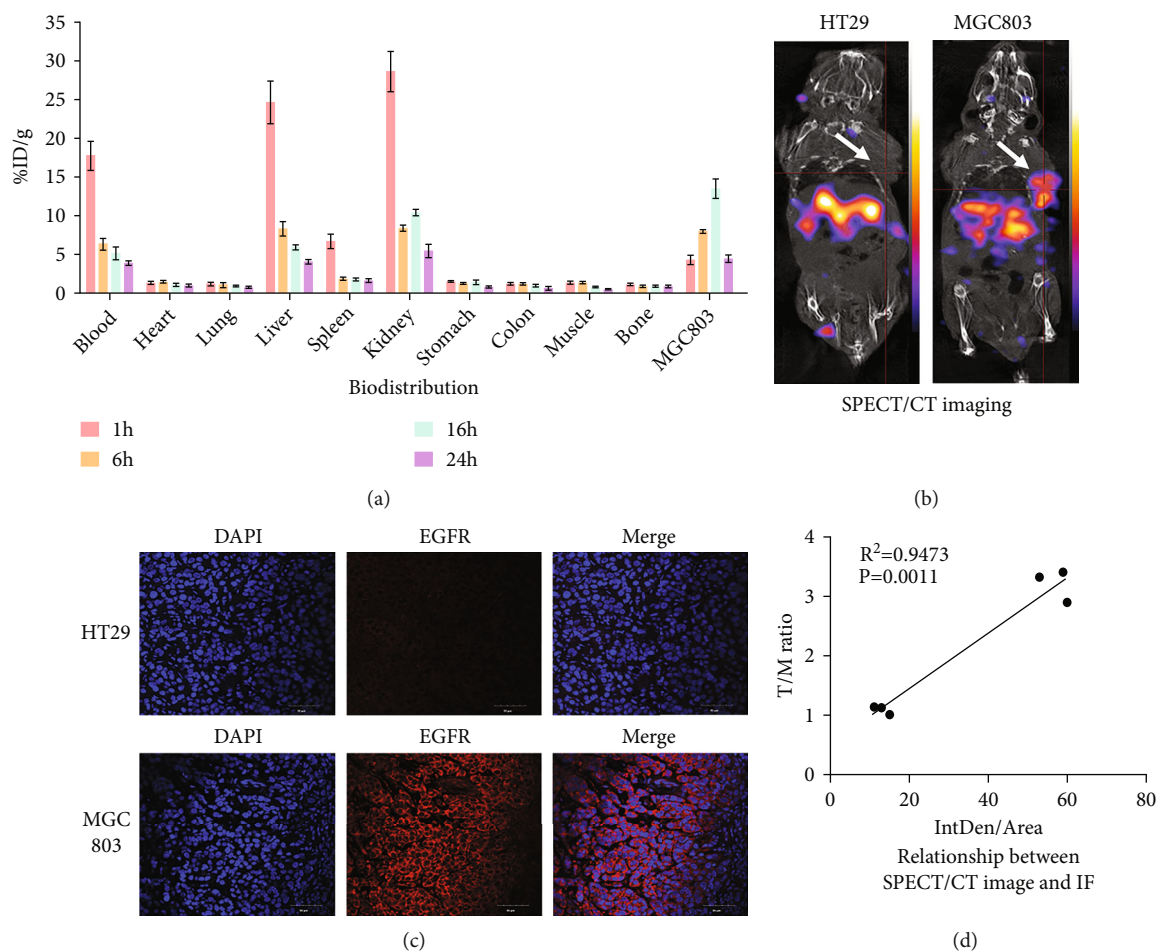 35
30
25
20
15
10
5
0
%ID/g
Blood
Heart
Lung
Liver
Spleen
Kidney
Stomach
Colon
Muscle
Bone
MGC803
Biodistribution
1h
6h
16h
24h
(a)
HT29
MGC803
SPECT/CT imaging
(b)
DAPI
EGFR
Merge
HT29
DAPI
EGFR
Merge
MGC
803
(c)
4
3
2
1
0
T/M ratio
R²=0.9473
P=0.0011
0
20
40
60
80
IntDen/Area
Relationship between
SPECT/CT image and IF
(d)